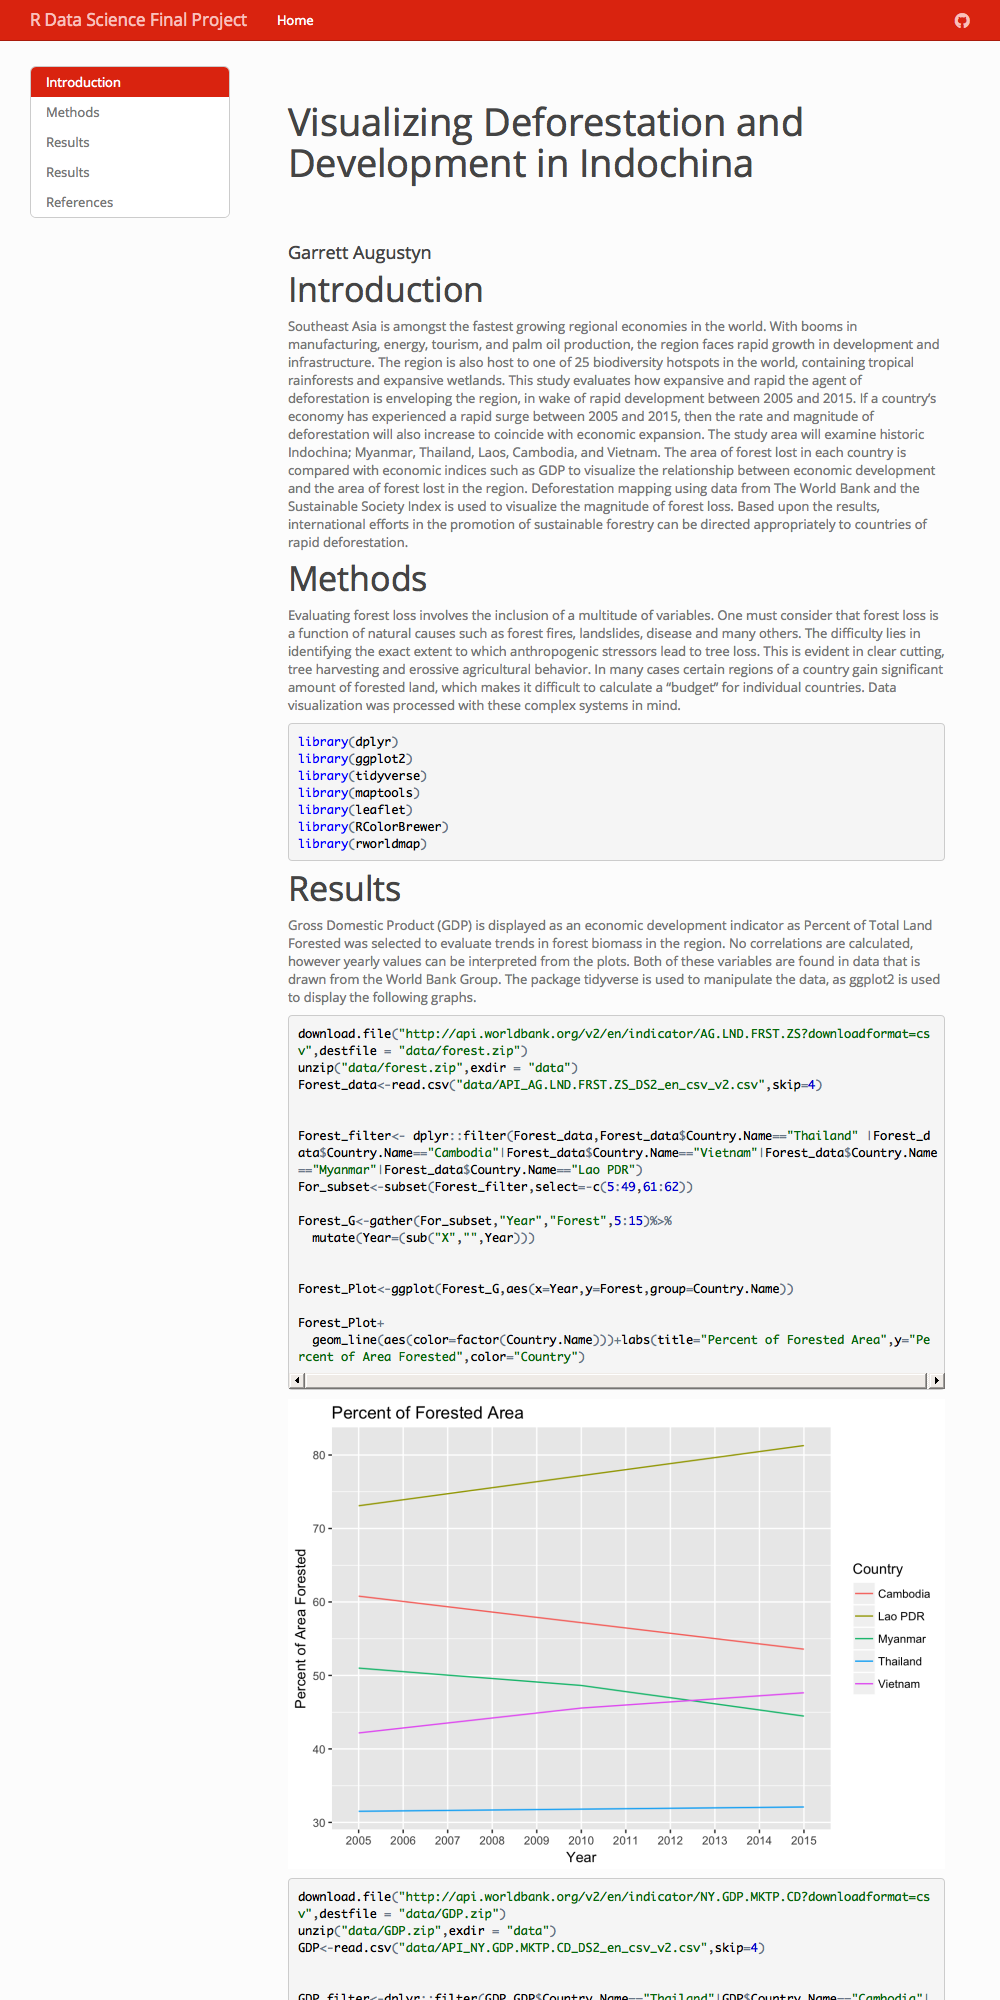 R Data Science Final Project
Home
Introduction
Methods
Results
Results
References
Visualizing Deforestation and
Development in Indochina
Garrett Augustyn
Introduction
Southeast Asia is amongst the fastest growing regional economies in the world. With booms in
manufacturing, energy, tourism, and palm oil production, the region faces rapid growth in development and
infrastructure. The region is also host to one of 25 biodiversity hotspots in the world, containing tropical
rainforests and expansive wetlands. This study evaluates how expansive and rapid the agent of
deforestation is enveloping the region, in wake of rapid development between 2005 and 2015. If a country’s
economy has experienced a rapid surge between 2005 and 2015, then the rate and magnitude of
deforestation will also increase to coincide with economic expansion. The study area will examine historic
Indochina; Myanmar, Thailand, Laos, Cambodia, and Vietnam. The area of forest lost in each country is
compared with economic indices such as GDP to visualize the relationship between economic development
and the area of forest lost in the region. Deforestation mapping using data from The World Bank and the
Sustainable Society Index is used to visualize the magnitude of forest loss. Based upon the results,
international efforts in the promotion of sustainable forestry can be directed appropriately to countries of
rapid deforestation.
Methods
Evaluating forest loss involves the inclusion of a multitude of variables. One must consider that forest loss is
a function of natural causes such as forest fires, landslides, disease and many others. The difficulty lies in
identifying the exact extent to which anthropogenic stressors lead to tree loss. This is evident in clear cutting,
tree harvesting and erossive agricultural behavior. In many cases certain regions of a country gain significant
amount of forested land, which makes it difficult to calculate a “budget” for individual countries. Data
visualization was processed with these complex systems in mind.
library(dplyr)
library(ggplot2)
library(tidyverse)
library(maptools)
library(leaflet)
library(RColorBrewer)
library(rworldmap)
Results
Gross Domestic Product (GDP) is displayed as an economic development indicator as Percent of Total Land
Forested was selected to evaluate trends in forest biomass in the region. No correlations are calculated,
however yearly values can be interpreted from the plots. Both of these variables are found in data that is
drawn from the World Bank Group. The package tidyverse is used to manipulate the data, as ggplot2 is used
to display the following graphs.
download.file("http://api.worldbank.org/v2/en/indicator/AG.LND.FRST.ZS?downloadformat=cs
v",destfile = "data/forest.zip")
unzip("data/forest.zip",exdir = "data")
Forest_data<-read.csv("data/API_AG.LND.FRST.ZS_DS2_en_csv_v2.csv",skip=4)
Forest_filter<- dplyr::filter(Forest_data,Forest_data$Country.Name=="Thailand" |Forest_d
ata$Country.Name=="Cambodia"|Forest_data$Country.Name=="Vietnam"|Forest_data$Country.Name
=="Myanmar"|Forest_data$Country.Name=="Lao PDR")
For_subset<-subset(Forest_filter,select=-c(5:49,61:62))
Forest_G<-gather(For_subset,"Year","Forest",5:15)%>%
mutate(Year=(sub("X","",Year)))
Forest_Plot<-ggplot(Forest_G,aes(x=Year,y=Forest,group=Country.Name))
Forest_Plot+
geom_line(aes(color=factor(Country.Name)))+labs(title="Percent of Forested Area",y="Pe
rcent of Area Forested",color="Country")
Percent of Forested Area
80
70
60
50
40
30
Percent of Area Forested
2005 2006 2007 2008 2009 2010 2011 2012 2013 2014 2015
Year
Country
Cambodia
Lao PDR
Myanmar
Thailand
Vietnam
download.file("http://api.worldbank.org/v2/en/indicator/NY.GDP.MKTP.CD?downloadformat=cs
v",destfile = "data/GDP.zip")
unzip("data/GDP.zip",exdir = "data")
GDP<-read.csv("data/API_NY.GDP.MKTP.CD_DS2_en_csv_v2.csv",skip=4)
GDP_filter<-dplyr::filter(GDP,GDP$Country.Name=="Thailand"|GDP$Country.Name=="Cambodia"|